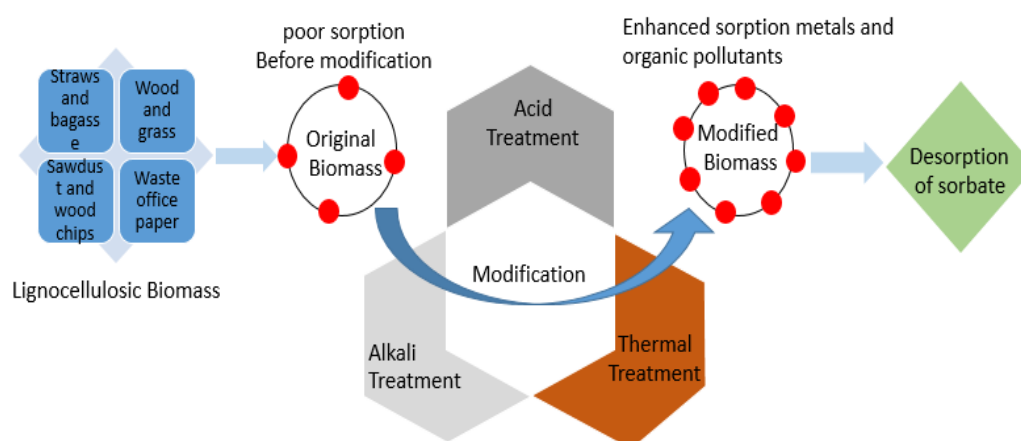 Straws
and
bagass
e
Wood
and
grass
Sawdus
t and
wood
chips
Waste
office
paper
Lignocellulosic Biomass
poor sorption
Before modification
Original
Biomass
Acid
Treatment
Modification
Alkali
Treatment
Thermal
Treatment
Enhanced sorption metals and
organic pollutants
Modified
Biomass
Desorption
of sorbate